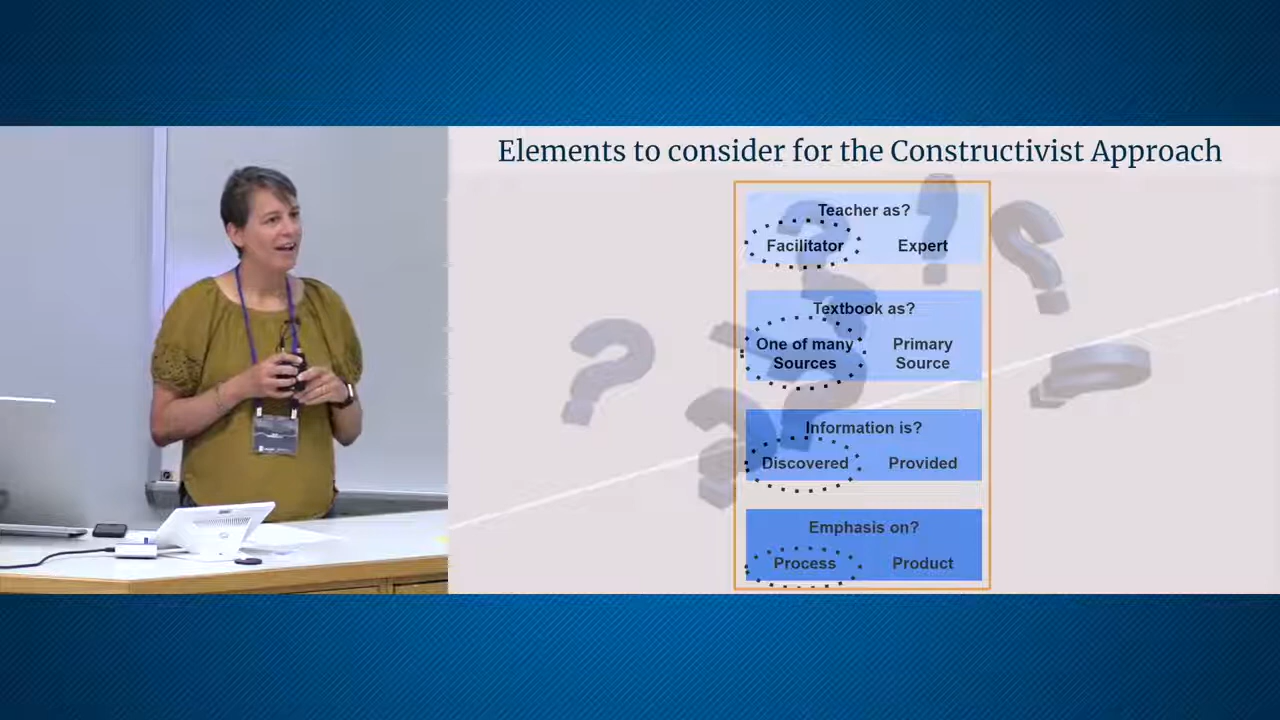 Elements to consider for the Constructivist Approach
Teacher as?
Facilitator Expert
Textbook as?
One of many Primary
Sources Source
Information is?
Discovered Provided
Emphasis on?
Process Product